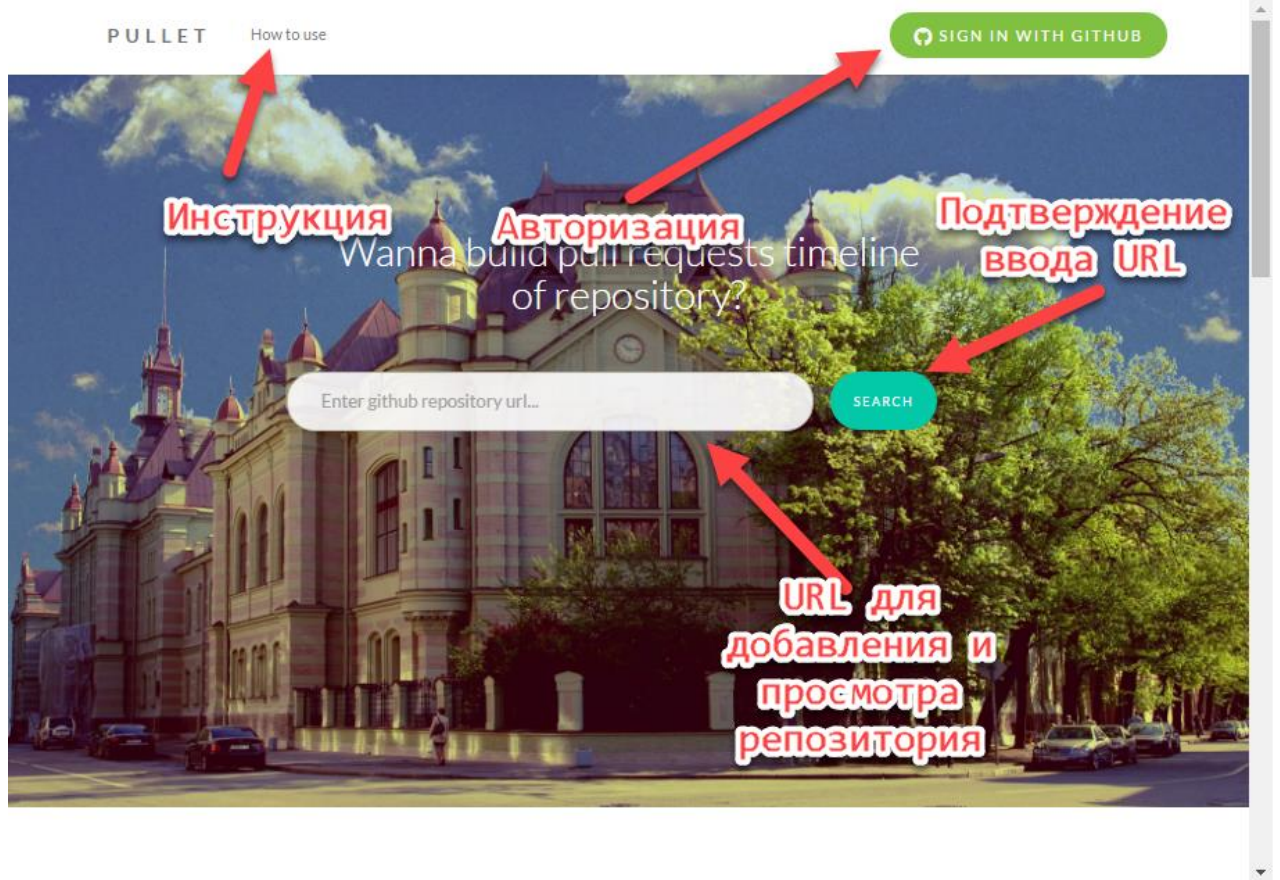 PULLET
How to use
SIGN IN WITH GITHUB
Инструкция
Авторизация
Подтверждение
ввода URL
Wanna build pull requests timeline
of repository?
Enter github repository url...
SEARCH
URL для
добавления и
просмотра
репозитория